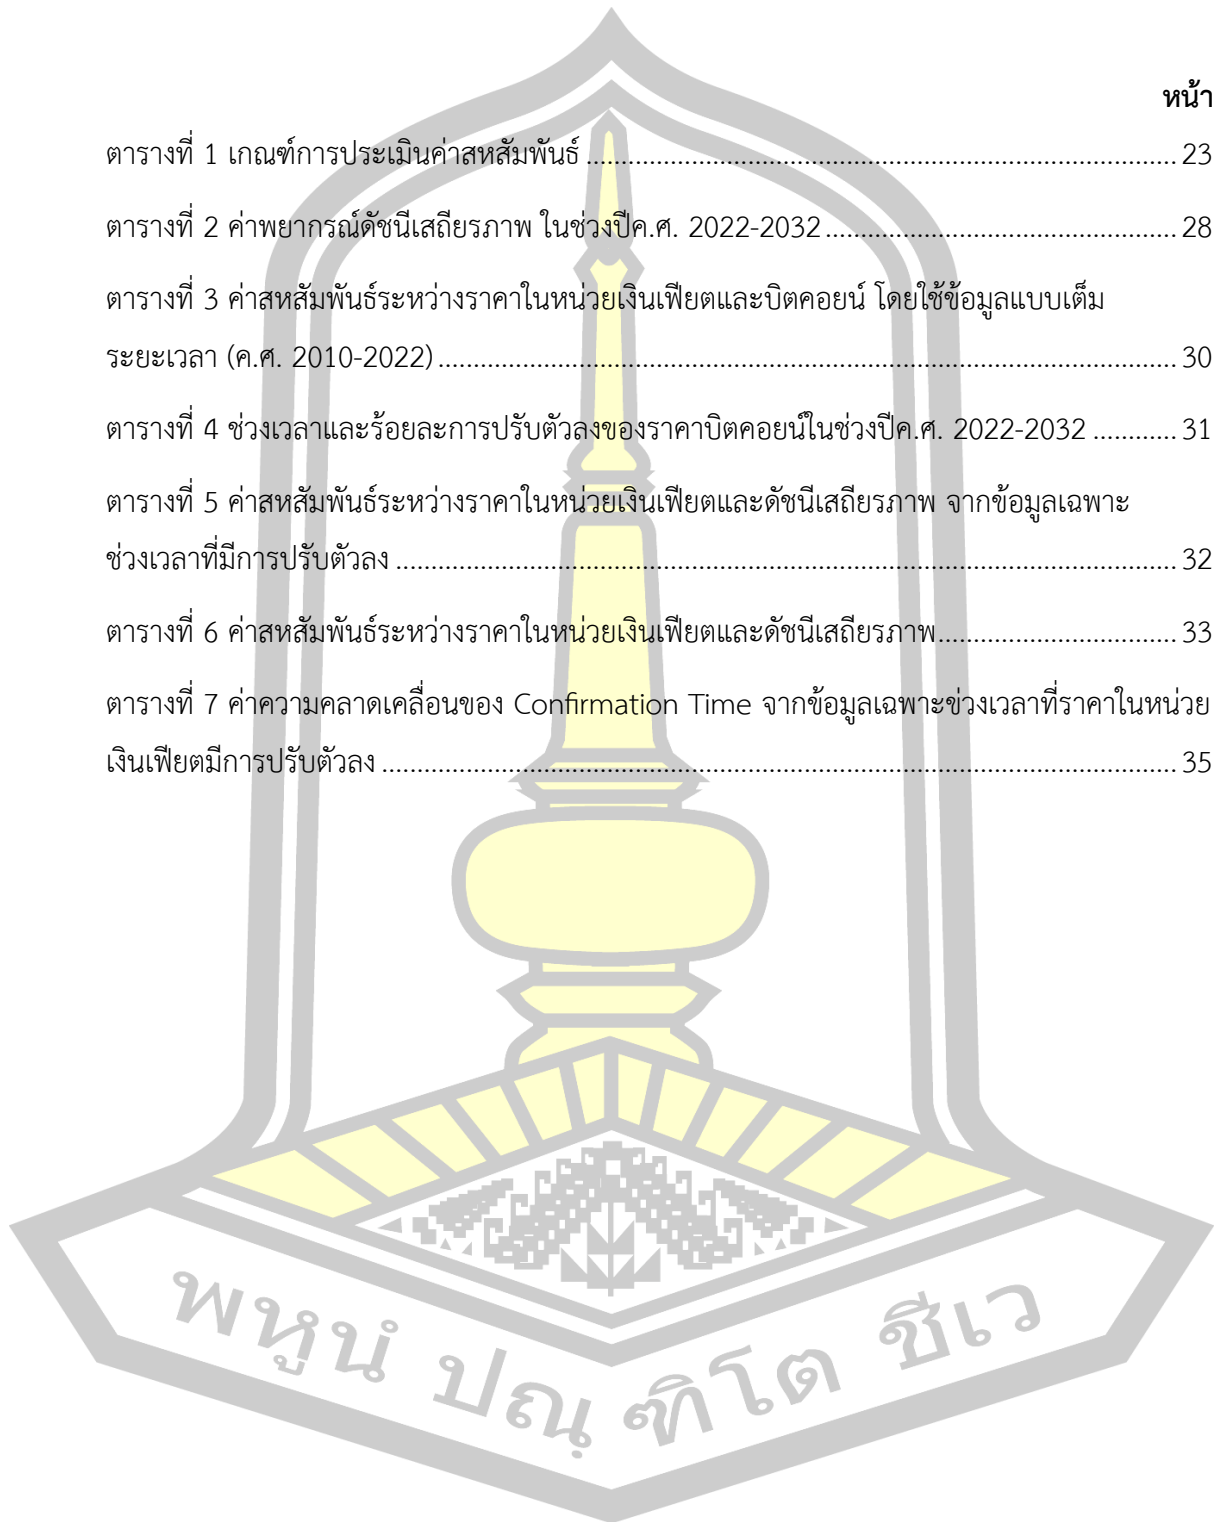 หน้า
ตารางที่ 1 เกณฑ์การประเมินค่าสหสัมพันธ์ ........................................................................... 23
ตารางที่ 2 ค่าพยากรณ์ดัชนีเสถียรภาพ ในช่วงปีค.ศ. 2022-2032 ............................................. 28
ตารางที่ 3 ค่าสหสัมพันธ์ระหว่างราคาในหน่วยเงินเฟียตและบิตคอยน์ โดยใช้ข้อมูลแบบเต็ม
ระยะเวลา (ค.ศ. 2010-2022) .............................................................................................. 30
ตารางที่ 4 ช่วงเวลาและร้อยละการปรับตัวลงของราคาบิตคอยน์ในช่วงปีค.ศ. 2022-2032 ............ 31
ตารางที่ 5 ค่าสหสัมพันธ์ระหว่างราคาในหน่วยเงินเฟียตและดัชนีเสถียรภาพ จากข้อมูลเฉพาะ
ช่วงเวลาที่มีการปรับตัวลง .................................................................................................... 32
ตารางที่ 6 ค่าสหสัมพันธ์ระหว่างราคาในหน่วยเงินเฟียตและดัชนีเสถียรภาพ............................... 33
ตารางที่ 7 ค่าความคลาดเคลื่อนของ Confirmation Time จากข้อมูลเฉพาะช่วงเวลาที่ราคาในหน่วย
เงินเฟียตมีการปรับตัวลง ..................................................................................................... 35
พหูนํ ปณฺฑิโต ชีเว